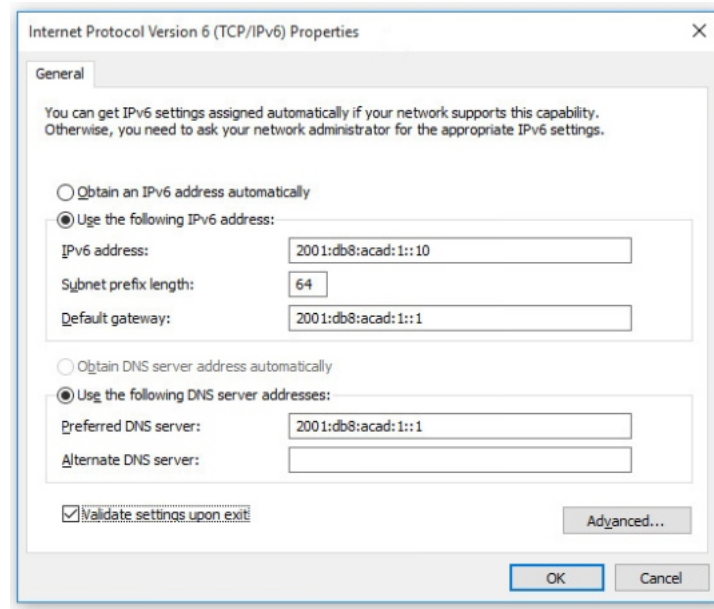 Internet Protocol Version 6 (TCP/IPv6) Properties
General
You can get IPv6 settings assigned automatically if your network supports this capability.
Otherwise, you need to ask your network administrator for the appropriate IPv6 settings.
Obtain an IPv6 address automatically
Use the following IPv6 address:
IPv6 address: 2001:db8:acad:1::10
Subnet prefix length: 64
Default gateway: 2001:db8:acad:1::1
Obtain DNS server address automatically
Use the following DNS server addresses:
Preferred DNS server: 2001:db8:acad:1::1
Alternate DNS server:
Validate settings upon exit
Advanced...
OK Cancel